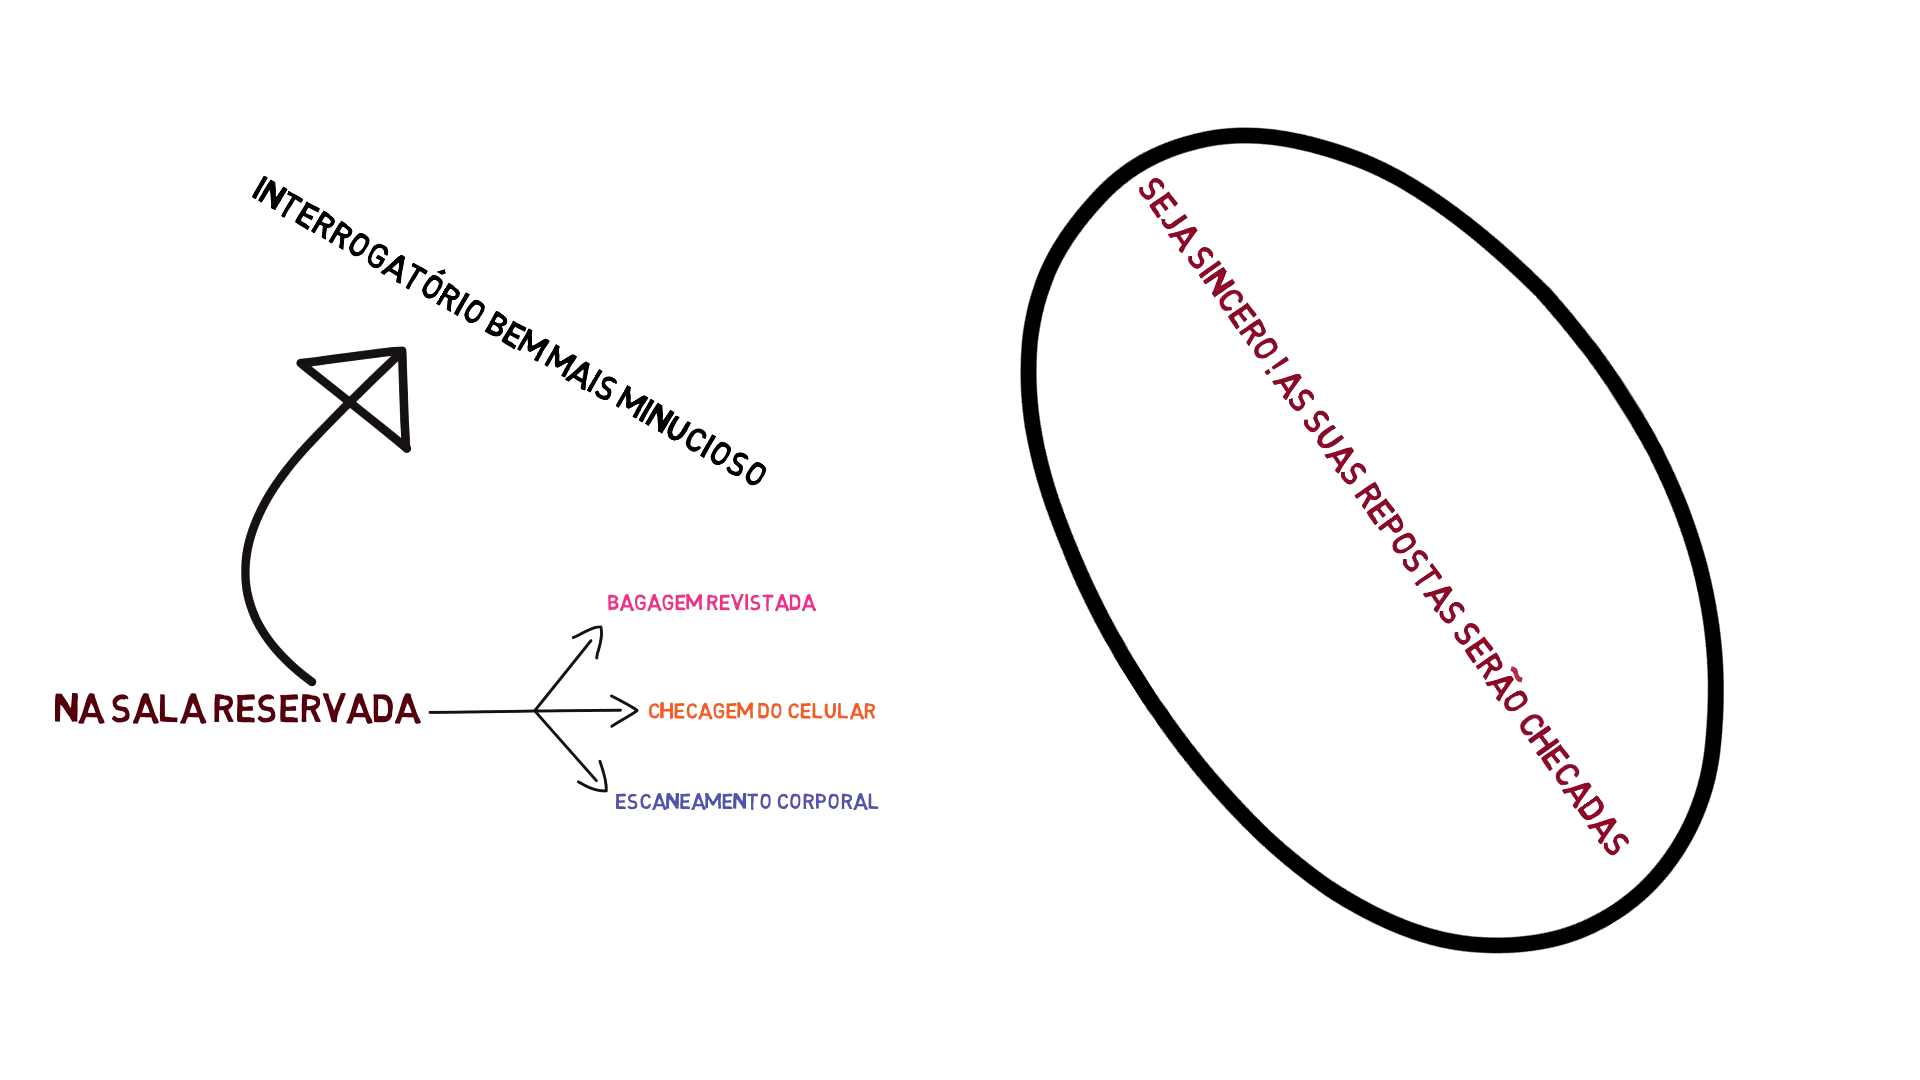 INTERROGATÓRIO BEM MAIS MINUCIOSO
NA SALA RESERVADA
BAGAGEM REVISTADA
CHECAGEM DO CELULAR
ESCANEAMENTO CORPORAL
SEJA SINCERO! AS SUAS REPOSTAS SERÃO CHECADAS